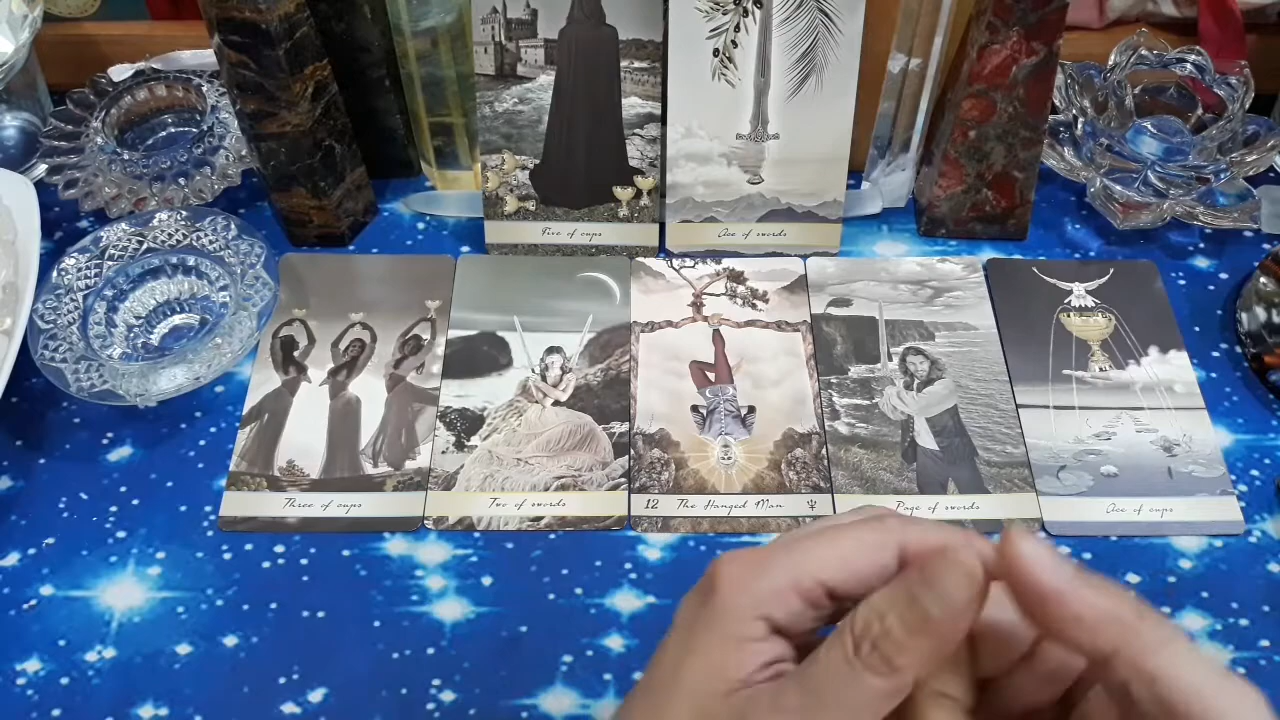 Five of cups
Ace of swords
Three of cups
Two of swords
12 The Hanged Man
Page of swords
Ace of cups